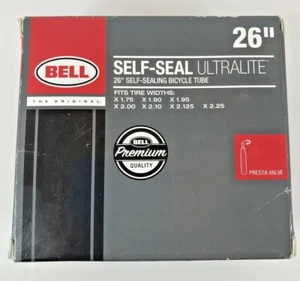 26"
BELL
THE ORIGINAL.
SELF-SEAL ULTRALITE
26" SELF-SEALING BICYCLE TUBE
FITS TIRE WIDTHS:
X 1.75 X 1.90 X 1.95
X 2.00 X 2.10 X 2.125 X 2.25
BELL
Premium
QUALITY
PRESTA VALVE